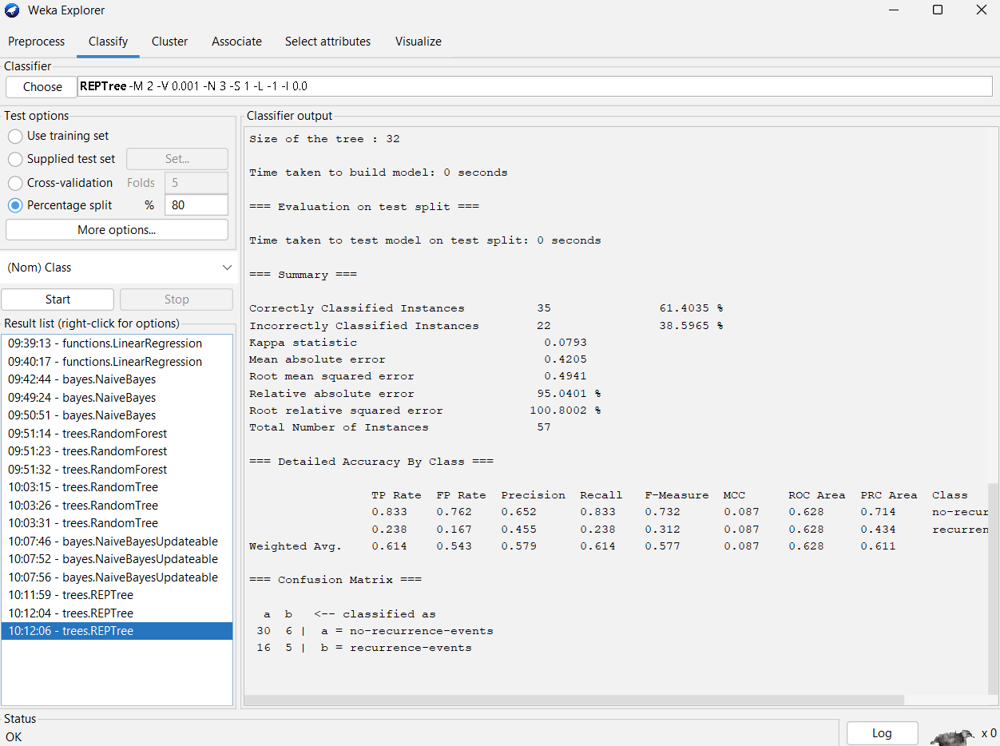 Weka Explorer
Preprocess Classify Cluster Associate Select attributes Visualize
Classifier
Choose REPTree -M 2 -V 0.001 -N 3 -S 1 -L -1 -I 0.0
Test options
Use training set
Supplied test set Set...
Cross-validation Folds 5
Percentage split % 80
More options...
(Nom) Class
Start Stop
Result list (right-click for options)
09:39:13 - functions.LinearRegression
09:40:17 - functions.LinearRegression
09:42:44 - bayes.NaiveBayes
09:49:24 - bayes.NaiveBayes
09:50:51 - bayes.NaiveBayes
09:51:14 - trees.RandomForest
09:51:23 - trees.RandomForest
09:51:32 - trees.RandomForest
10:03:15 - trees.RandomTree
10:03:26 - trees.RandomTree
10:03:31 - trees.RandomTree
10:07:46 - bayes.NaiveBayesUpdateable
10:07:52 - bayes.NaiveBayesUpdateable
10:07:56 - bayes.NaiveBayesUpdateable
10:11:59 - trees.REPTree
10:12:04 - trees.REPTree
10:12:06 - trees.REPTree
Classifier output
Size of the tree : 32
Time taken to build model: 0 seconds
=== Evaluation on test split ===
Time taken to test model on test split: 0 seconds
=== Summary ===
Correctly Classified Instances 35 61.4035 %
Incorrectly Classified Instances 22 38.5965 %
Kappa statistic 0.0793
Mean absolute error 0.4205
Root mean squared error 0.4941
Relative absolute error 95.0401 %
Root relative squared error 100.8002 %
Total Number of Instances 57
=== Detailed Accuracy By Class ===
TP Rate FP Rate Precision Recall F-Measure MCC ROC Area PRC Area Class
0.833 0.762 0.652 0.833 0.732 0.087 0.628 0.714 no-recur
0.238 0.167 0.455 0.238 0.312 0.087 0.628 0.434 recurren
Weighted Avg. 0.614 0.543 0.579 0.614 0.577 0.087 0.628 0.611
=== Confusion Matrix ===
a b <-- classified as
30 6 | a = no-recurrence-events
16 5 | b = recurrence-events
Status
OK
Log x 0